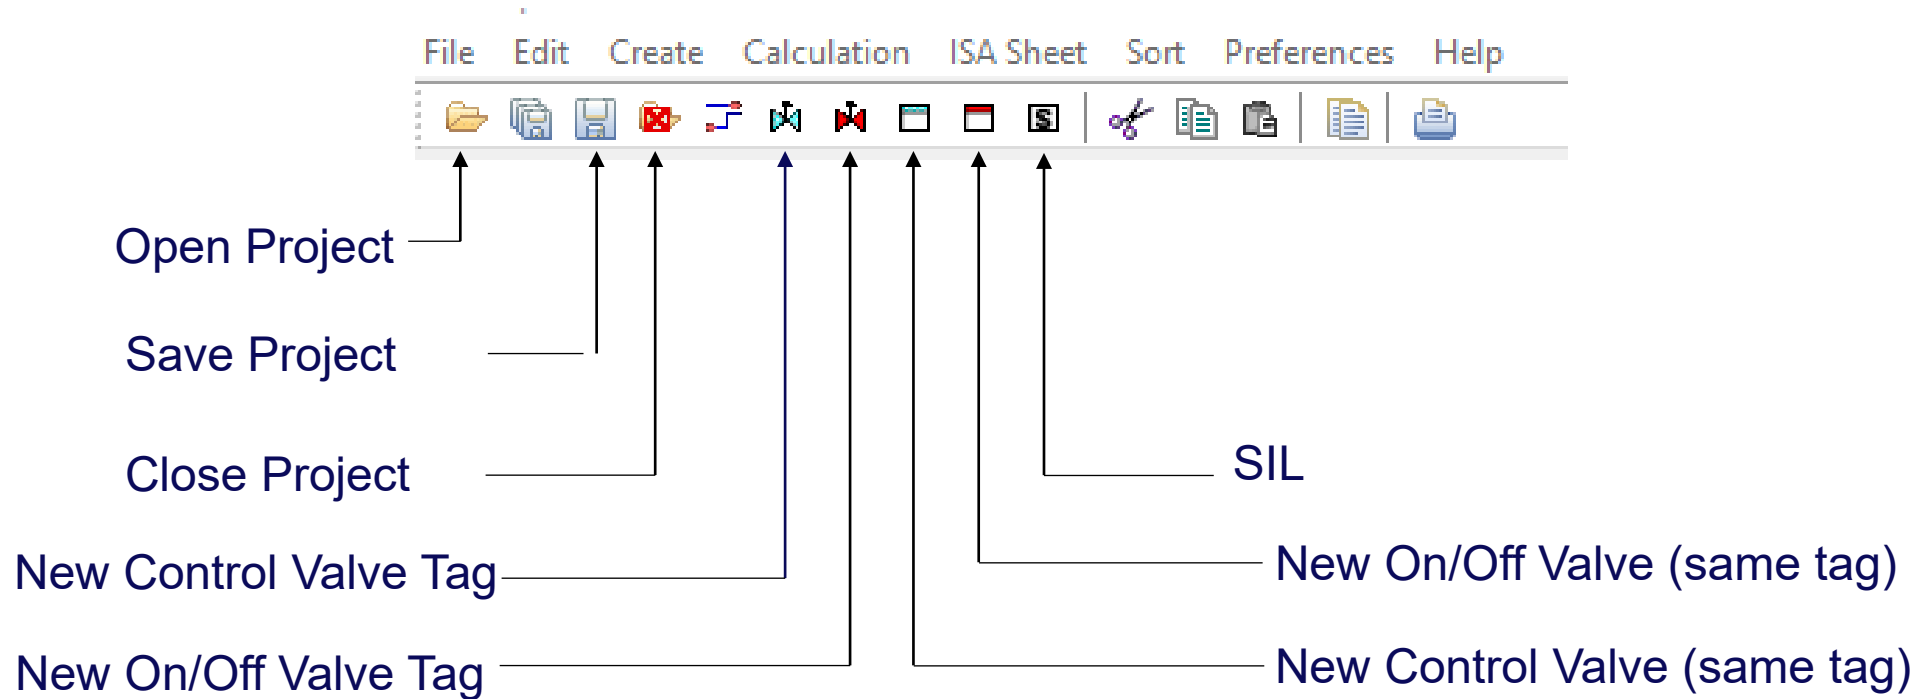 File Edit Create Calculation ISA Sheet Sort Preferences Help
S
Open Project
Save Project
Close Project
SIL
New Control Valve Tag
New On/Off Valve (same tag)
New On/Off Valve Tag
New Control Valve (same tag)